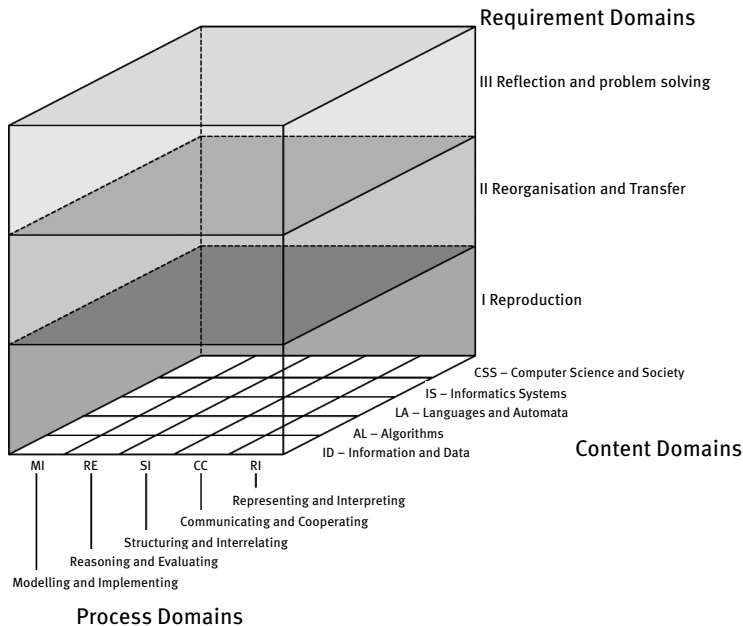 Requirement Domains
III Reflection and problem solving
II Reorganisation and Transfer
I Reproduction
CSS – Computer Science and Society
IS – Informatics Systems
LA – Languages and Automata
AL – Algorithms
ID – Information and Data
Content Domains
MI RE SI CC RI
Representing and Interpreting
Communicating and Cooperating
Structuring and Interrelating
Reasoning and Evaluating
Modelling and Implementing
Process Domains